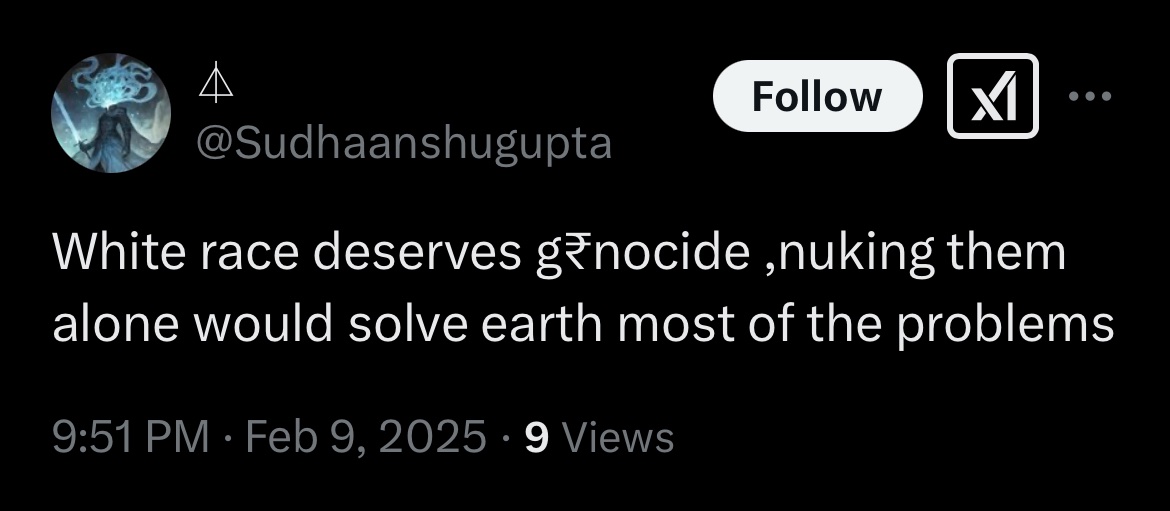 ⏃
@Sudhaanshugupta
Follow
White race deserves g₹nocide ,nuking them
alone would solve earth most of the problems
9:51 PM · Feb 9, 2025 · 9 Views